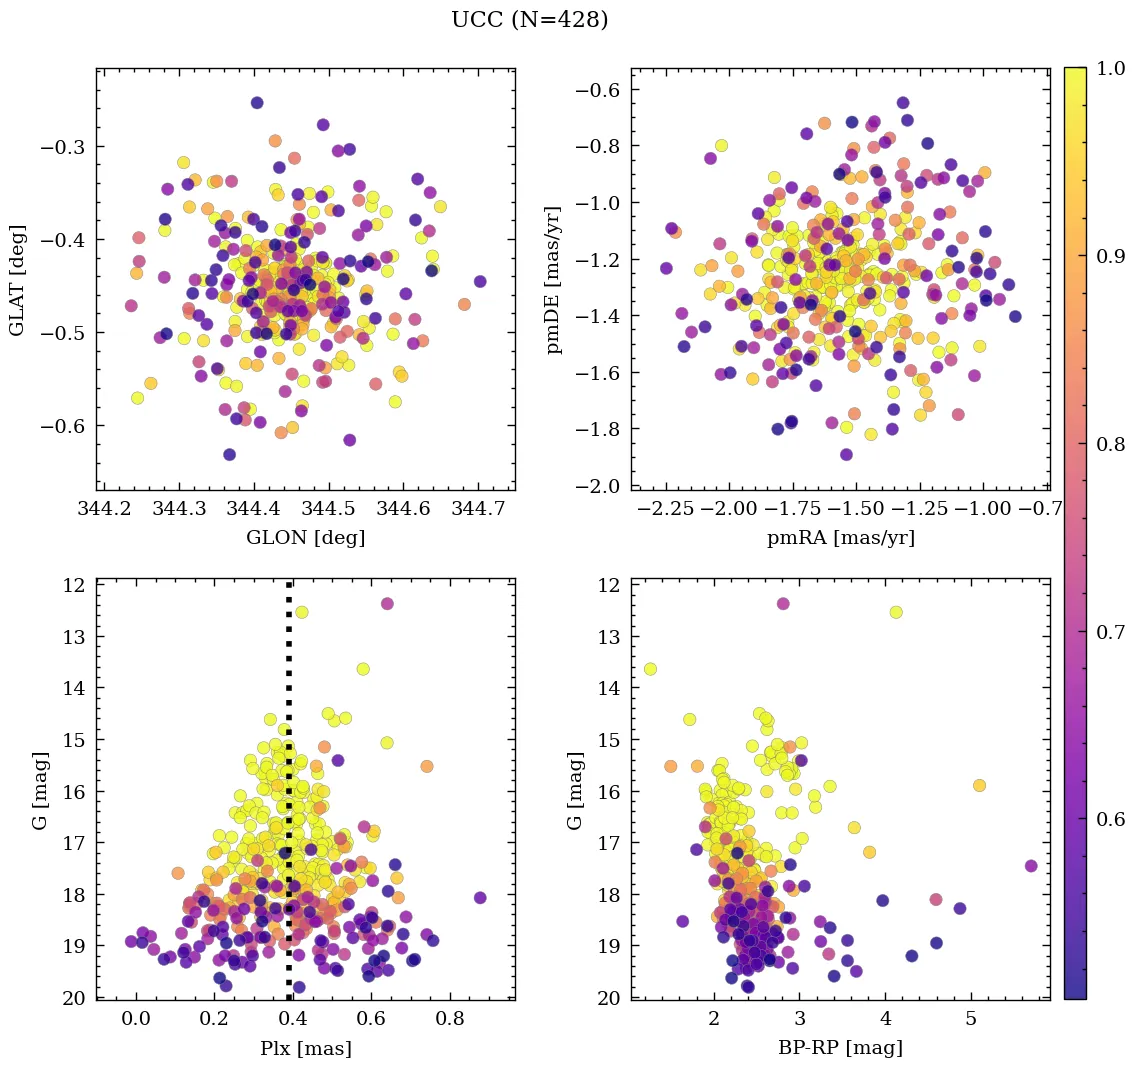 UCC (N=428)
−0.3
−0.4
−0.5
−0.6
GLAT [deg]
344.2 344.3 344.4 344.5 344.6 344.7
GLON [deg]
−0.6
−0.8
−1.0
−1.2
−1.4
−1.6
−1.8
−2.0
pmDE [mas/yr]
−2.25 −2.00 −1.75 −1.50 −1.25 −1.00 −0.7
pmRA [mas/yr]
1.0
0.9
0.8
0.7
0.6
12
13
14
15
16
17
18
19
20
G [mag]
0.0 0.2 0.4 0.6 0.8
Plx [mas]
12
13
14
15
16
17
18
19
20
G [mag]
2 3 4 5
BP-RP [mag]